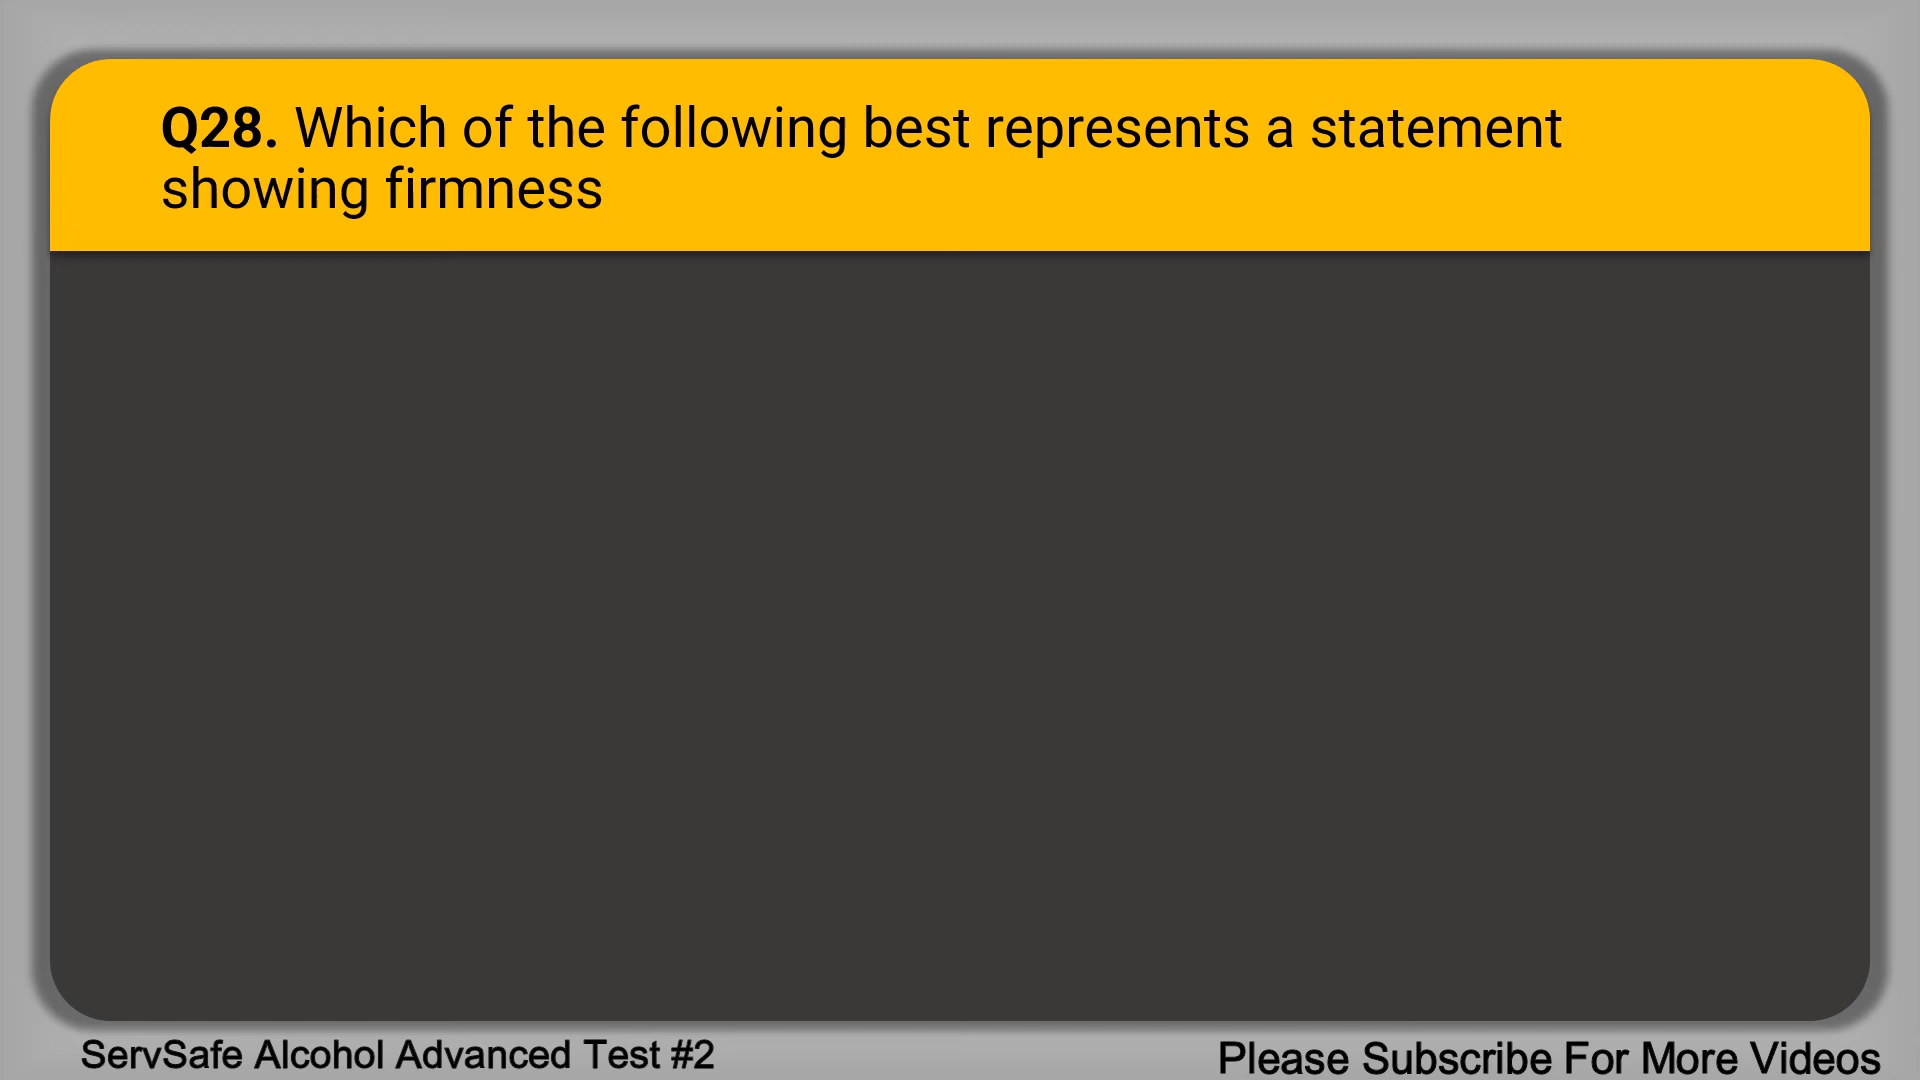 Q28. Which of the following best represents a statement
showing firmness
ServSafe Alcohol Advanced Test #2
Please Subscribe For More Videos